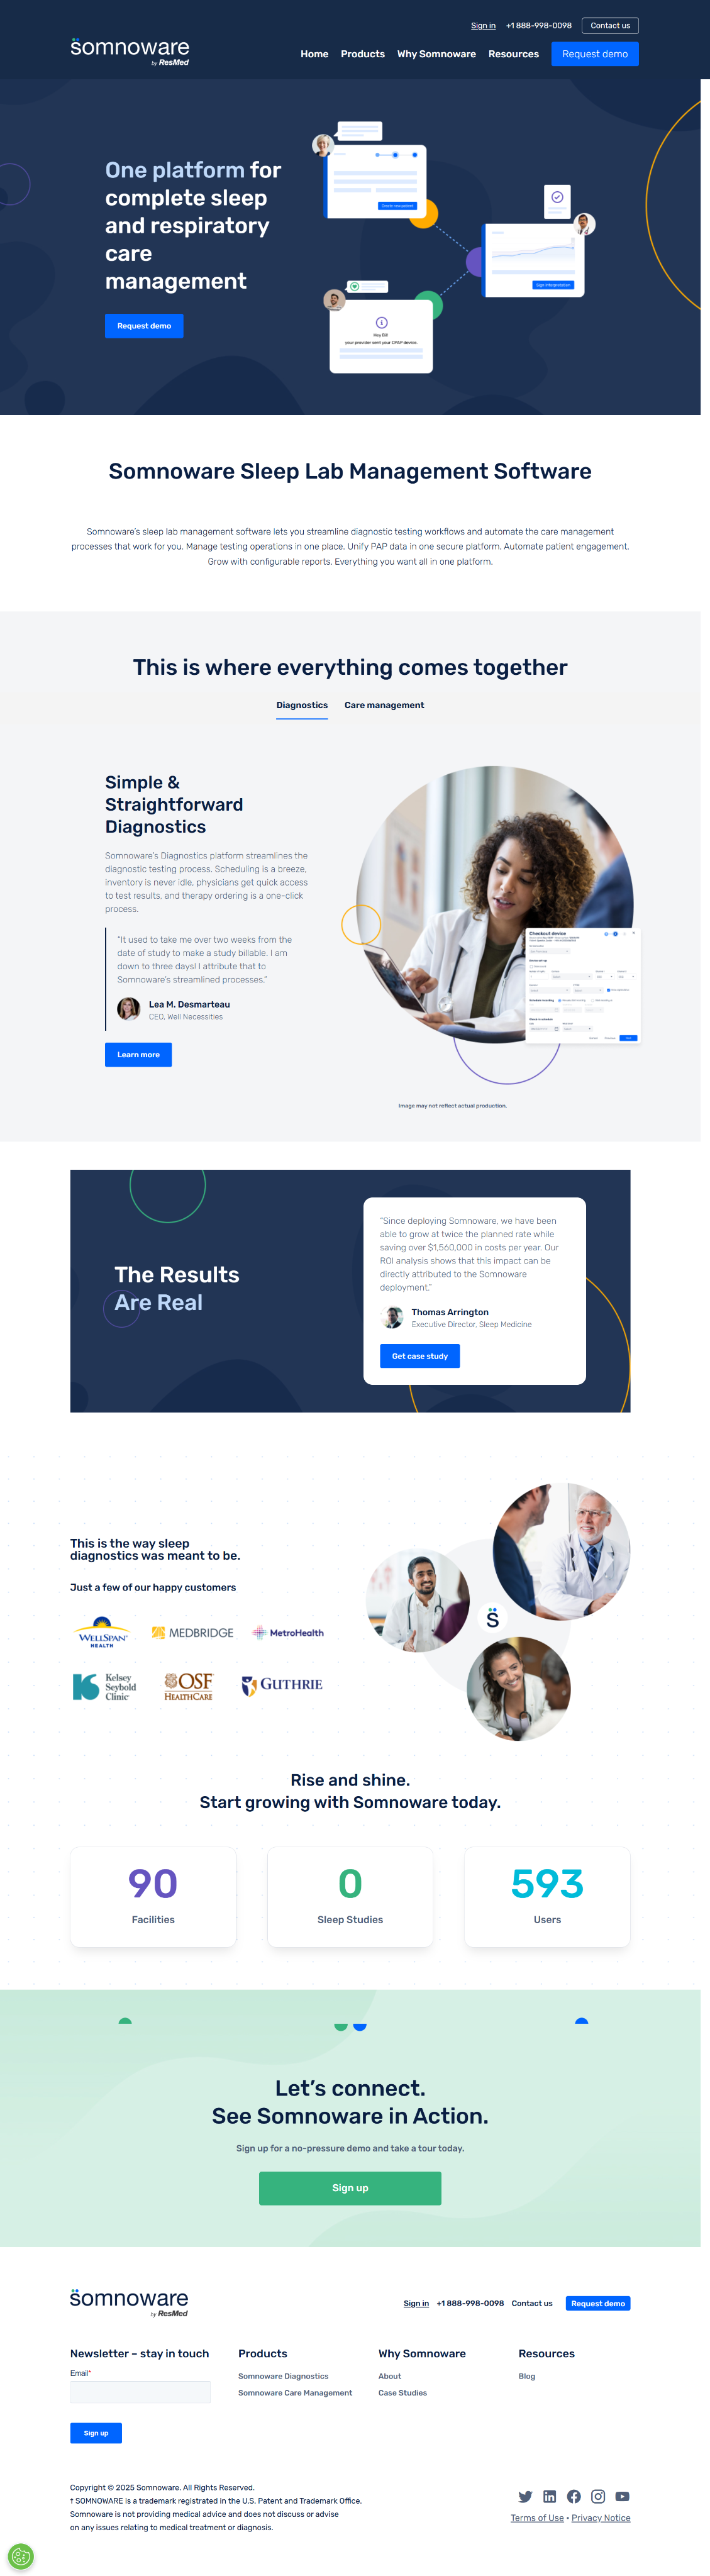 Sign in +1 888-998-0098 Contact us
somnoware
by ResMed
Home Products Why Somnoware Resources Request demo
One platform for
complete sleep
and respiratory
care
management
Request demo
Create new patient
Sign interpretation
Hey Bill
your provider sent your CPAP device.
Somnoware Sleep Lab Management Software
Somnoware's sleep lab management software lets you streamline diagnostic testing workflows and automate the care management
processes that work for you. Manage testing operations in one place. Unify PAP data in one secure platform. Automate patient engagement.
Grow with configurable reports. Everything you want all in one platform.
This is where everything comes together
Diagnostics Care management
Simple &
Straightforward
Diagnostics
Somnoware's Diagnostics platform streamlines the
diagnostic testing process. Scheduling is a breeze,
inventory is never idle, physicians get quick access
to test results, and therapy ordering is a one-click
process.
"It used to take me over two weeks from the
date of study to make a study billable. I am
down to three days! I attribute that to
Somnoware's streamlined processes."
Lea M. Desmarteau
CEO, Well Necessities
Learn more
Checkout device
Image may not reflect actual production.
The Results
Are Real
"Since deploying Somnoware, we have been
able to grow at twice the planned rate while
saving over $1,560,000 in costs per year. Our
ROI analysis shows that this impact can be
directly attributed to the Somnoware
deployment."
Thomas Arrington
Executive Director, Sleep Medicine
Get case study
This is the way sleep
diagnostics was meant to be.
Just a few of our happy customers
WELLSPAN HEALTH
MEDBRIDGE
MetroHealth
Kelsey Seybold Clinic
OSF HEALTHCARE
GUTHRIE
Rise and shine.
Start growing with Somnoware today.
90
Facilities
0
Sleep Studies
593
Users
Let's connect.
See Somnoware in Action.
Sign up for a no-pressure demo and take a tour today.
Sign up
somnoware
by ResMed
Sign in +1 888-998-0098 Contact us Request demo
Newsletter – stay in touch
Email*
Sign up
Products
Somnoware Diagnostics
Somnoware Care Management
Why Somnoware
About
Case Studies
Resources
Blog
Copyright © 2025 Somnoware. All Rights Reserved.
† SOMNOWARE is a trademark registrated in the U.S. Patent and Trademark Office.
Somnoware is not providing medical advice and does not discuss or advise
on any issues relating to medical treatment or diagnosis.
Terms of Use • Privacy Notice